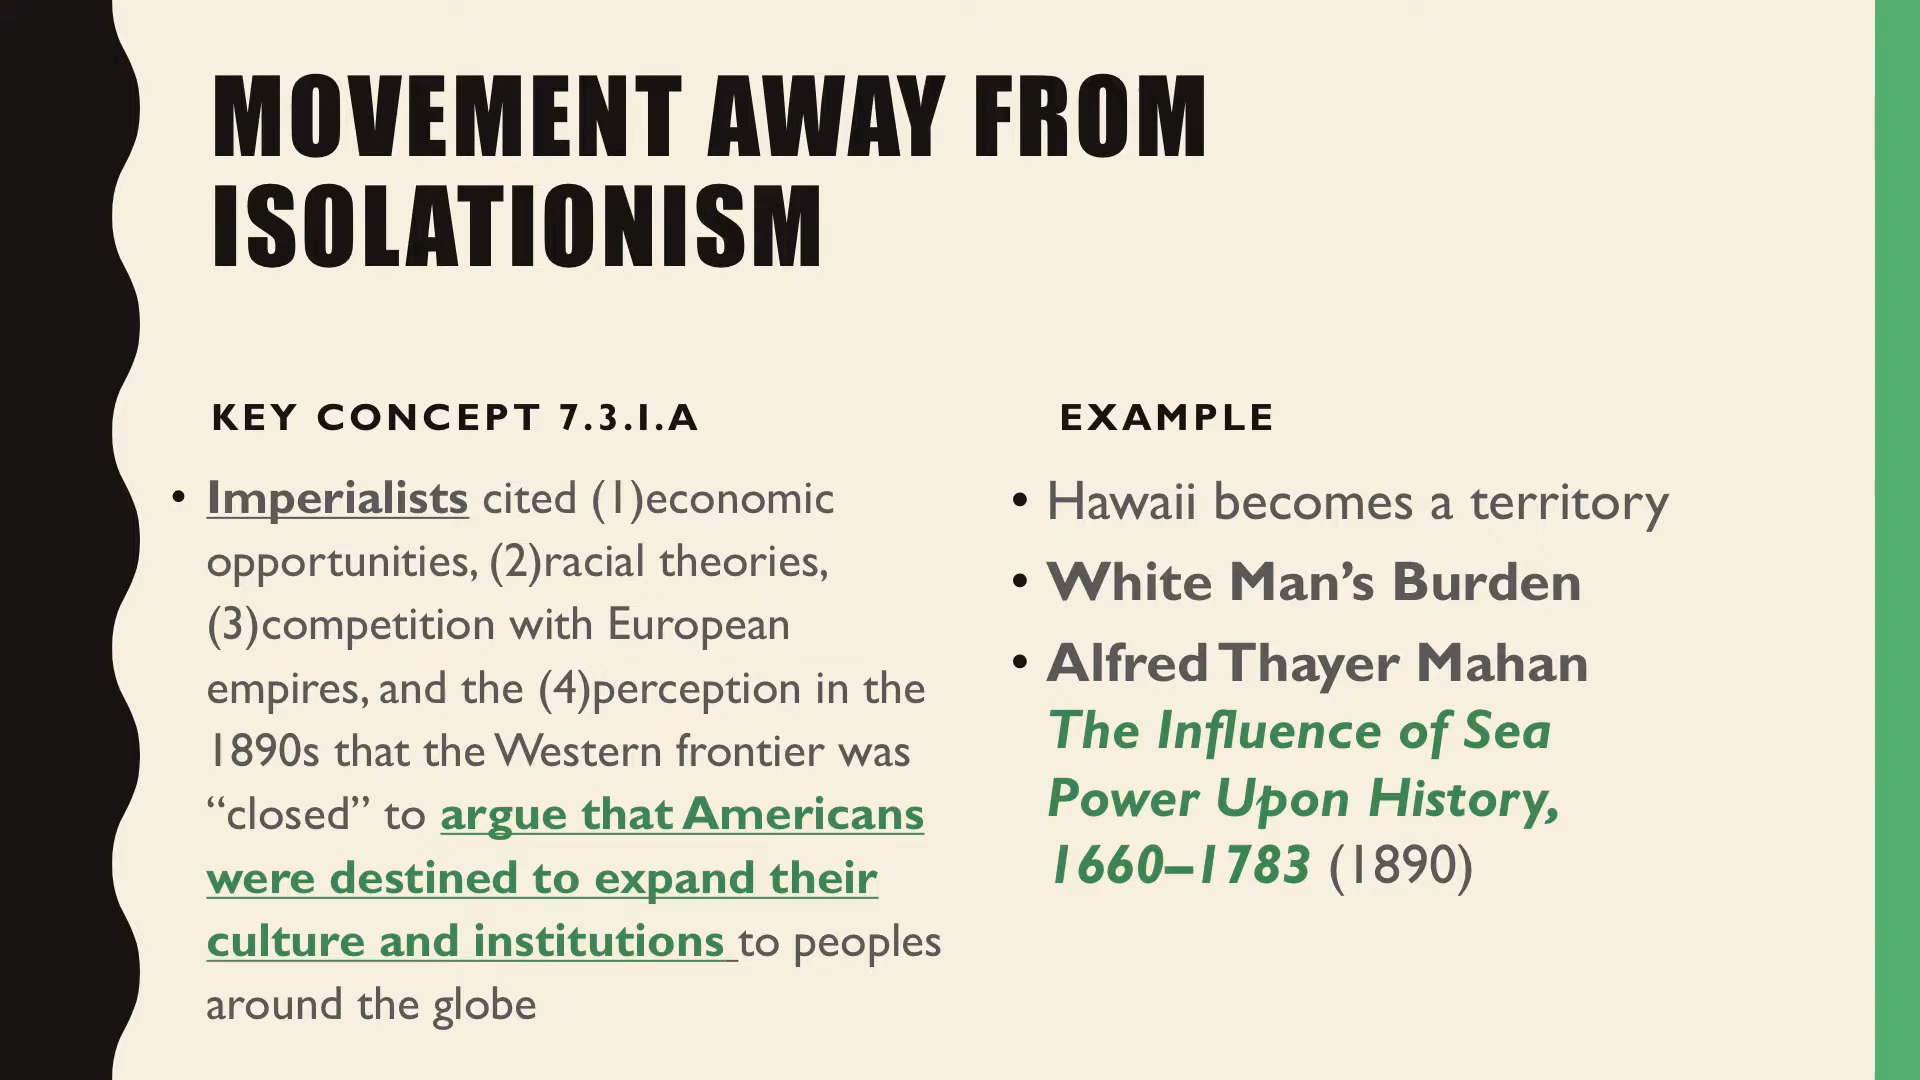 MOVEMENT AWAY FROM
ISOLATIONISM
KEY CONCEPT 7.3.I.A
• Imperialists cited (1)economic
opportunities, (2)racial theories,
(3)competition with European
empires, and the (4)perception in the
1890s that the Western frontier was
“closed” to argue that Americans
were destined to expand their
culture and institutions to peoples
around the globe
EXAMPLE
• Hawaii becomes a territory
• White Man’s Burden
• Alfred Thayer Mahan
The Influence of Sea
Power Upon History,
1660–1783 (1890)